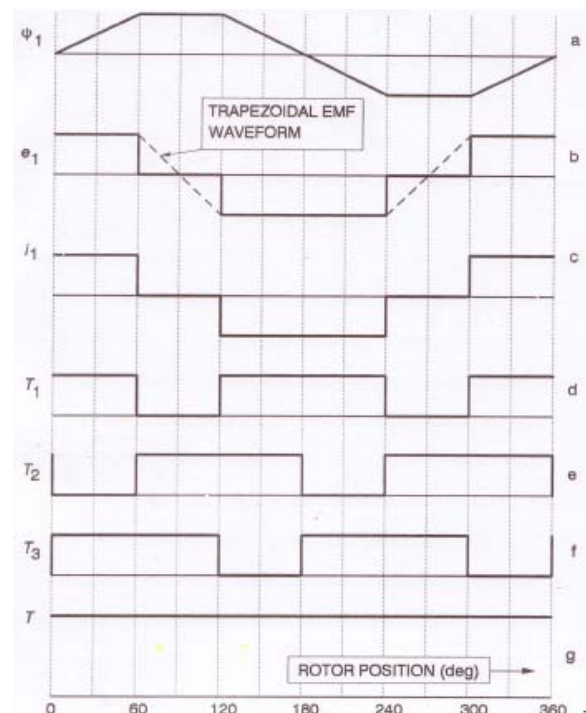 ψ1 a
TRAPEZOIDAL EMF
WAVEFORM
e1 b
i1 c
T1 d
T2 e
T3 f
T
g
ROTOR POSITION (deg)
0 60 120 180 240 300 360